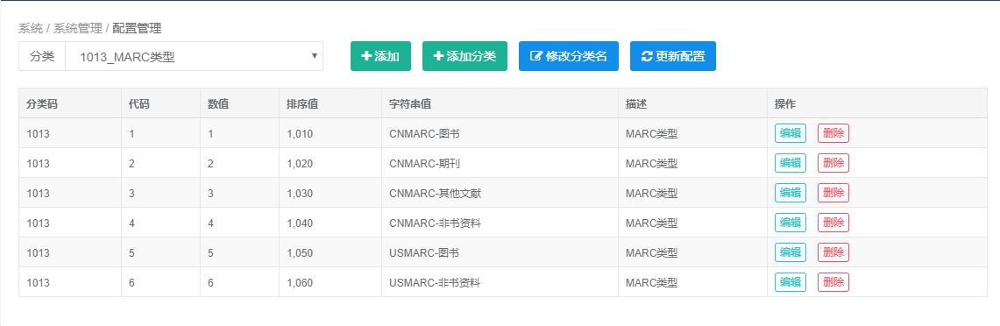 系统 / 系统管理 / 配置管理
分类 1013_MARC类型 添加 添加分类 修改分类名 更新配置
分类码 代码 数值 排序值 字符串值 描述 操作
1013 1 1 1,010 CNMARC-图书 MARC类型 编辑 删除
1013 2 2 1,020 CNMARC-期刊 MARC类型 编辑 删除
1013 3 3 1,030 CNMARC-其他文献 MARC类型 编辑 删除
1013 4 4 1,040 CNMARC-非书资料 MARC类型 编辑 删除
1013 5 5 1,050 USMARC-图书 MARC类型 编辑 删除
1013 6 6 1,060 USMARC-非书资料 MARC类型 编辑 删除